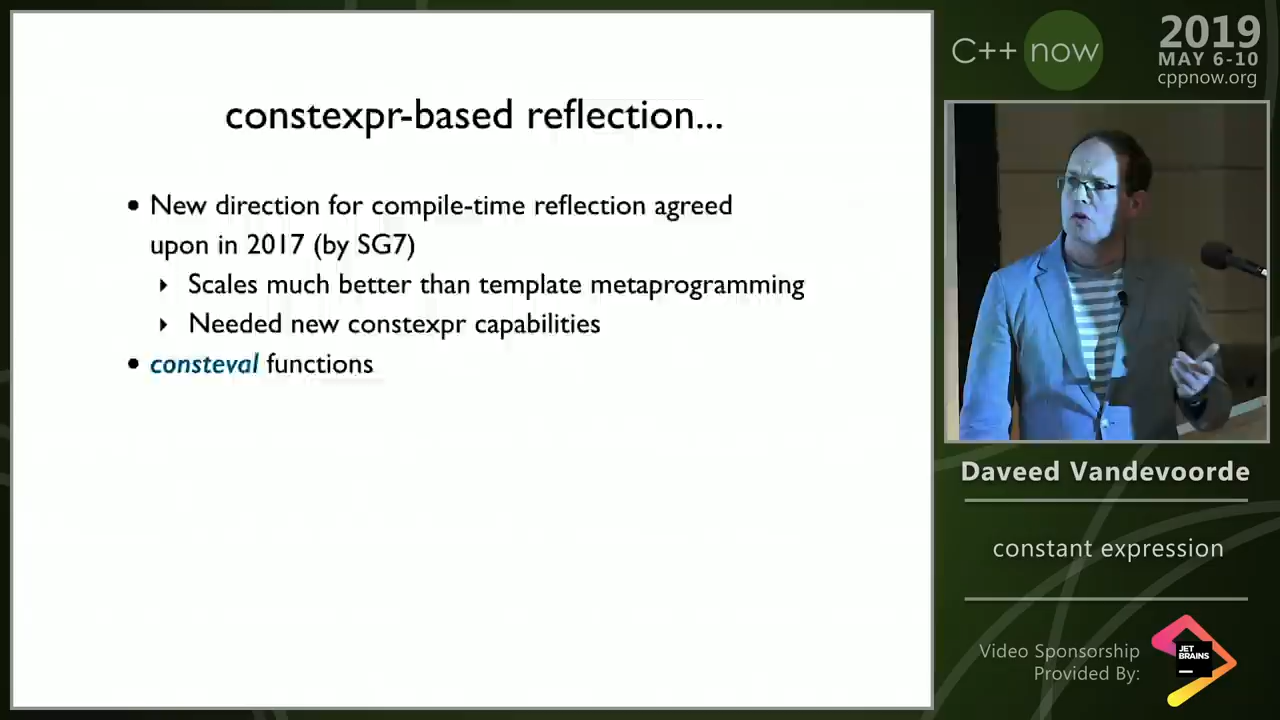 constexpr-based reflection...
• New direction for compile-time reflection agreed
upon in 2017 (by SG7)
‣ Scales much better than template metaprogramming
‣ Needed new constexpr capabilities
• consteval functions
C++ now
2019
MAY 6-10
cppnow.org
Daveed Vandevoorde
constant expression
Video Sponsorship
Provided By:
JET
BRAINS